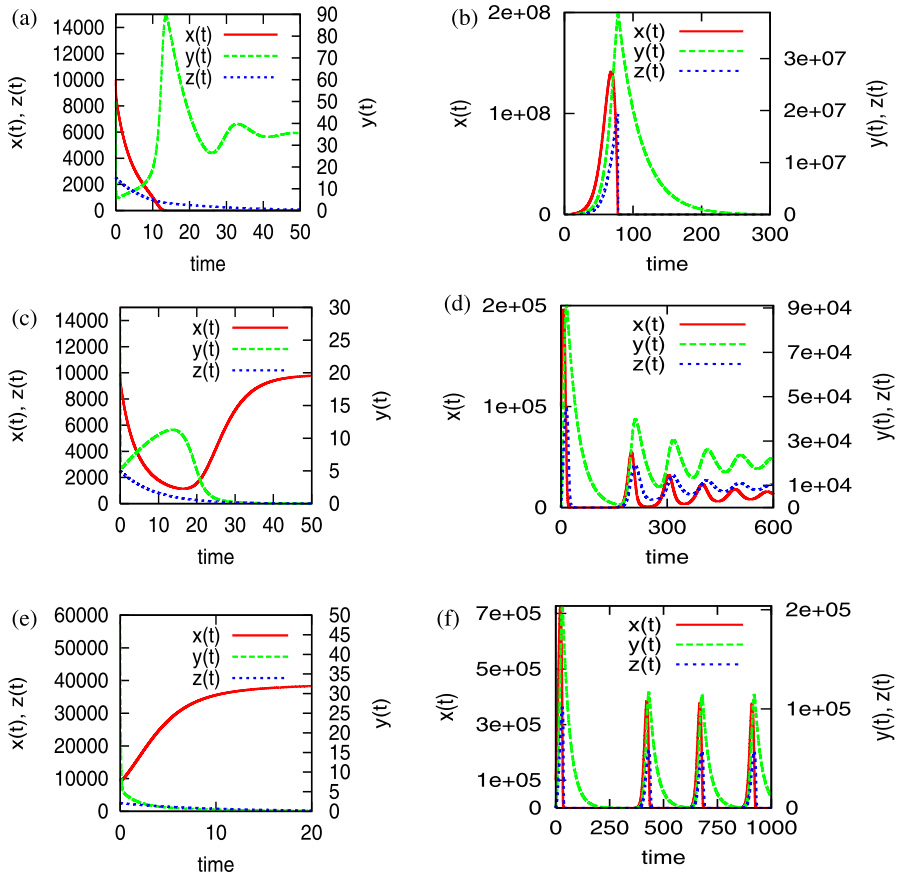 (a)
x(t), z(t)
14000
12000
10000
8000
6000
4000
2000
0
x(t)
y(t)
z(t)
90
80
70
60
50
40
30
20
10
0
y(t)
0 10 20 30 40 50
time
(b)
x(t)
2e+08
1e+08
0
x(t)
y(t)
z(t)
3e+07
2e+07
1e+07
0
y(t), z(t)
0 100 200 300
time
(c)
x(t), z(t)
14000
12000
10000
8000
6000
4000
2000
0
x(t)
y(t)
z(t)
30
25
20
15
10
5
0
y(t)
0 10 20 30 40 50
time
(d)
x(t)
2e+05
1e+05
0
x(t)
y(t)
z(t)
9e+04
7e+04
5e+04
3e+04
1e+04
0
y(t), z(t)
0 300 600
time
(e)
x(t), z(t)
60000
50000
40000
30000
20000
10000
0
x(t)
y(t)
z(t)
50
45
40
35
30
25
20
15
10
5
0
y(t)
0 10 20
time
(f)
x(t)
7e+05
5e+05
3e+05
1e+05
0
x(t)
y(t)
z(t)
2e+05
1e+05
0
y(t), z(t)
0 250 500 750 1000
time